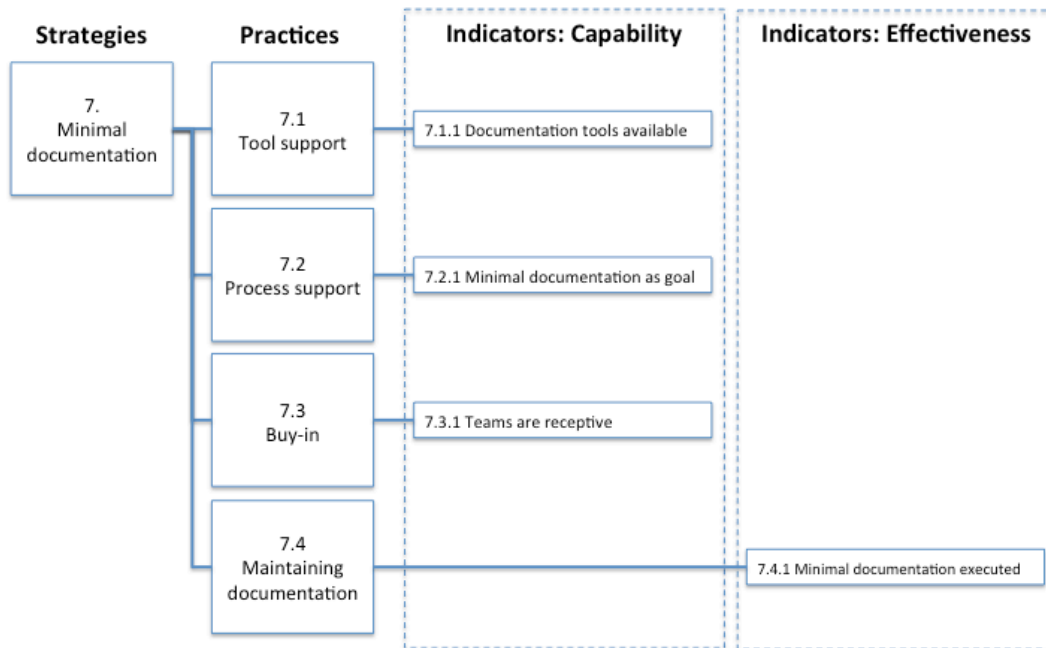 Strategies
Practices
Indicators: Capability
Indicators: Effectiveness
7.
Minimal
documentation
7.1
Tool support
7.1.1 Documentation tools available
7.2
Process support
7.2.1 Minimal documentation as goal
7.3
Buy-in
7.3.1 Teams are receptive
7.4
Maintaining
documentation
7.4.1 Minimal documentation executed